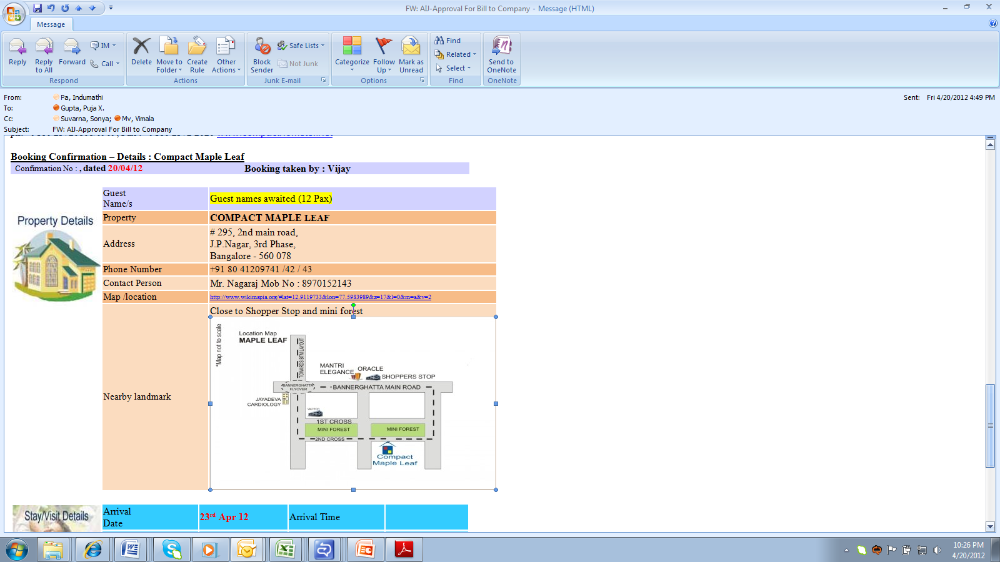 FW: AIJ-Approval For Bill to Company - Message (HTML)
Message
Reply
Reply to All
Forward
IM
Call
Respond
Delete
Move to Folder
Create Rule
Other Actions
Actions
Block Sender
Safe Lists
Not Junk
Junk E-mail
Categorize
Follow Up
Mark as Unread
Options
Find
Related
Select
Find
Send to OneNote
OneNote
From: Pa, Indumathi
Sent: Fri 4/20/2012 4:49 PM
To: Gupta, Puja X.
Cc: Suvarna, Sonya; Mv, Vimala
Subject: FW: AIJ-Approval For Bill to Company
Booking Confirmation – Details : Compact Maple Leaf
Confirmation No : , dated 20/04/12 Booking taken by : Vijay
Property Details
Guest Name/s
Guest names awaited (12 Pax)
Property COMPACT MAPLE LEAF
Address
# 295, 2nd main road,
J.P.Nagar, 3rd Phase,
Bangalore - 560 078
Phone Number +91 80 41209741 /42 / 43
Contact Person Mr. Nagaraj Mob No : 8970152143
Map /location http://www.wikimapia.org/#lat=12.9119733&lon=77.5983989&z=17&l=0&m=a&v=2
Nearby landmark
Close to Shopper Stop and mini forest
*Map not to scale
Location Map
MAPLE LEAF
TOWARDS BTM LAYOUT
MANTRI
ELEGANCE
ORACLE
SHOPPERS STOP
BANNERGHATTA
FLYOVER
BANNERGHATTA MAIN ROAD
JAYADEVA
CARDIOLOGY
VALTECH
1ST CROSS
MINI FOREST
MINI FOREST
2ND CROSS
Compact
Maple Leaf
Stay/Visit Details
Arrival Date
23rd Apr 12
Arrival Time
10:26 PM
4/20/2012